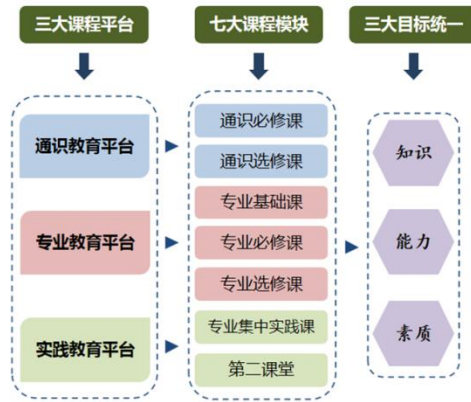 三大课程平台
七大课程模块
三大目标统一
通识教育平台
专业教育平台
实践教育平台
通识必修课
通识选修课
专业基础课
专业必修课
专业选修课
专业集中实践课
第二课堂
知识
能力
素质